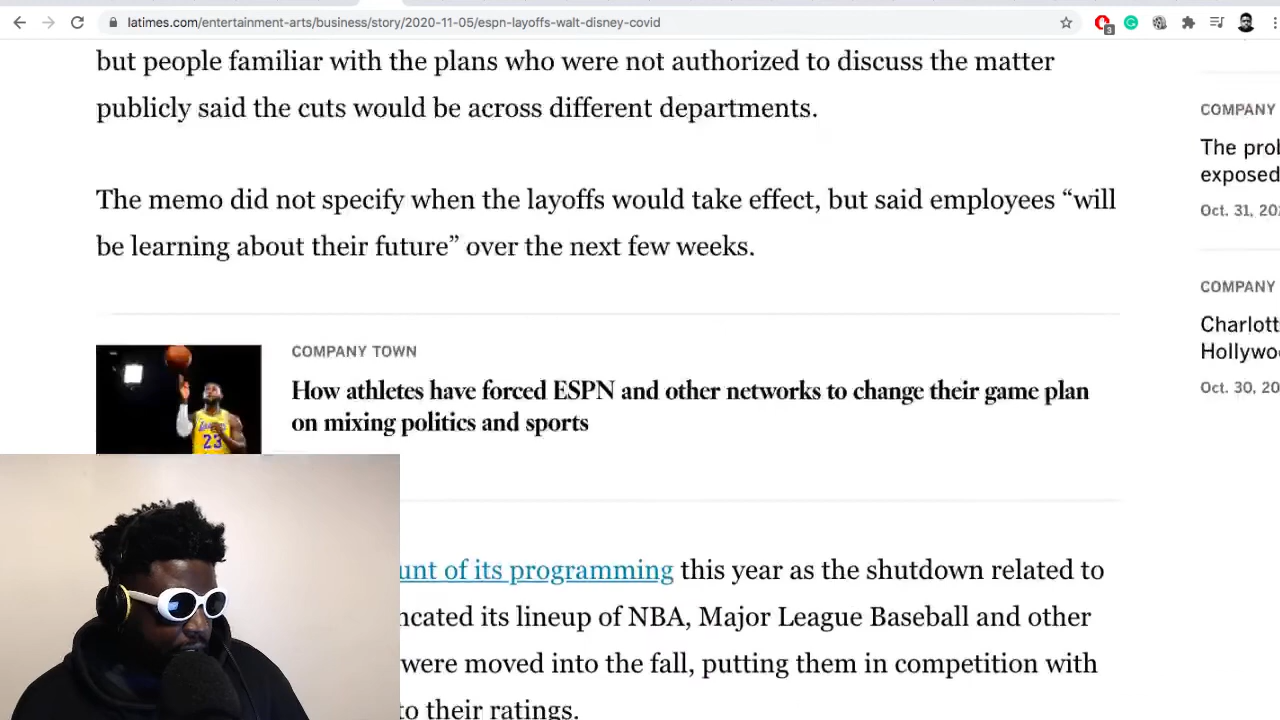 latimes.com/entertainment-arts/business/story/2020-11-05/espn-layoffs-walt-disney-covid
3
but people familiar with the plans who were not authorized to discuss the matter
publicly said the cuts would be across different departments.
The memo did not specify when the layoffs would take effect, but said employees “will
be learning about their future” over the next few weeks.
COMPANY TOWN
How athletes have forced ESPN and other networks to change their game plan
on mixing politics and sports
23
unt of its programming this year as the shutdown related to
ncated its lineup of NBA, Major League Baseball and other
were moved into the fall, putting them in competition with
to their ratings.
COMPANY
The prob
exposed
Oct. 31, 202
COMPANY
Charlott
Hollywo
Oct. 30, 20